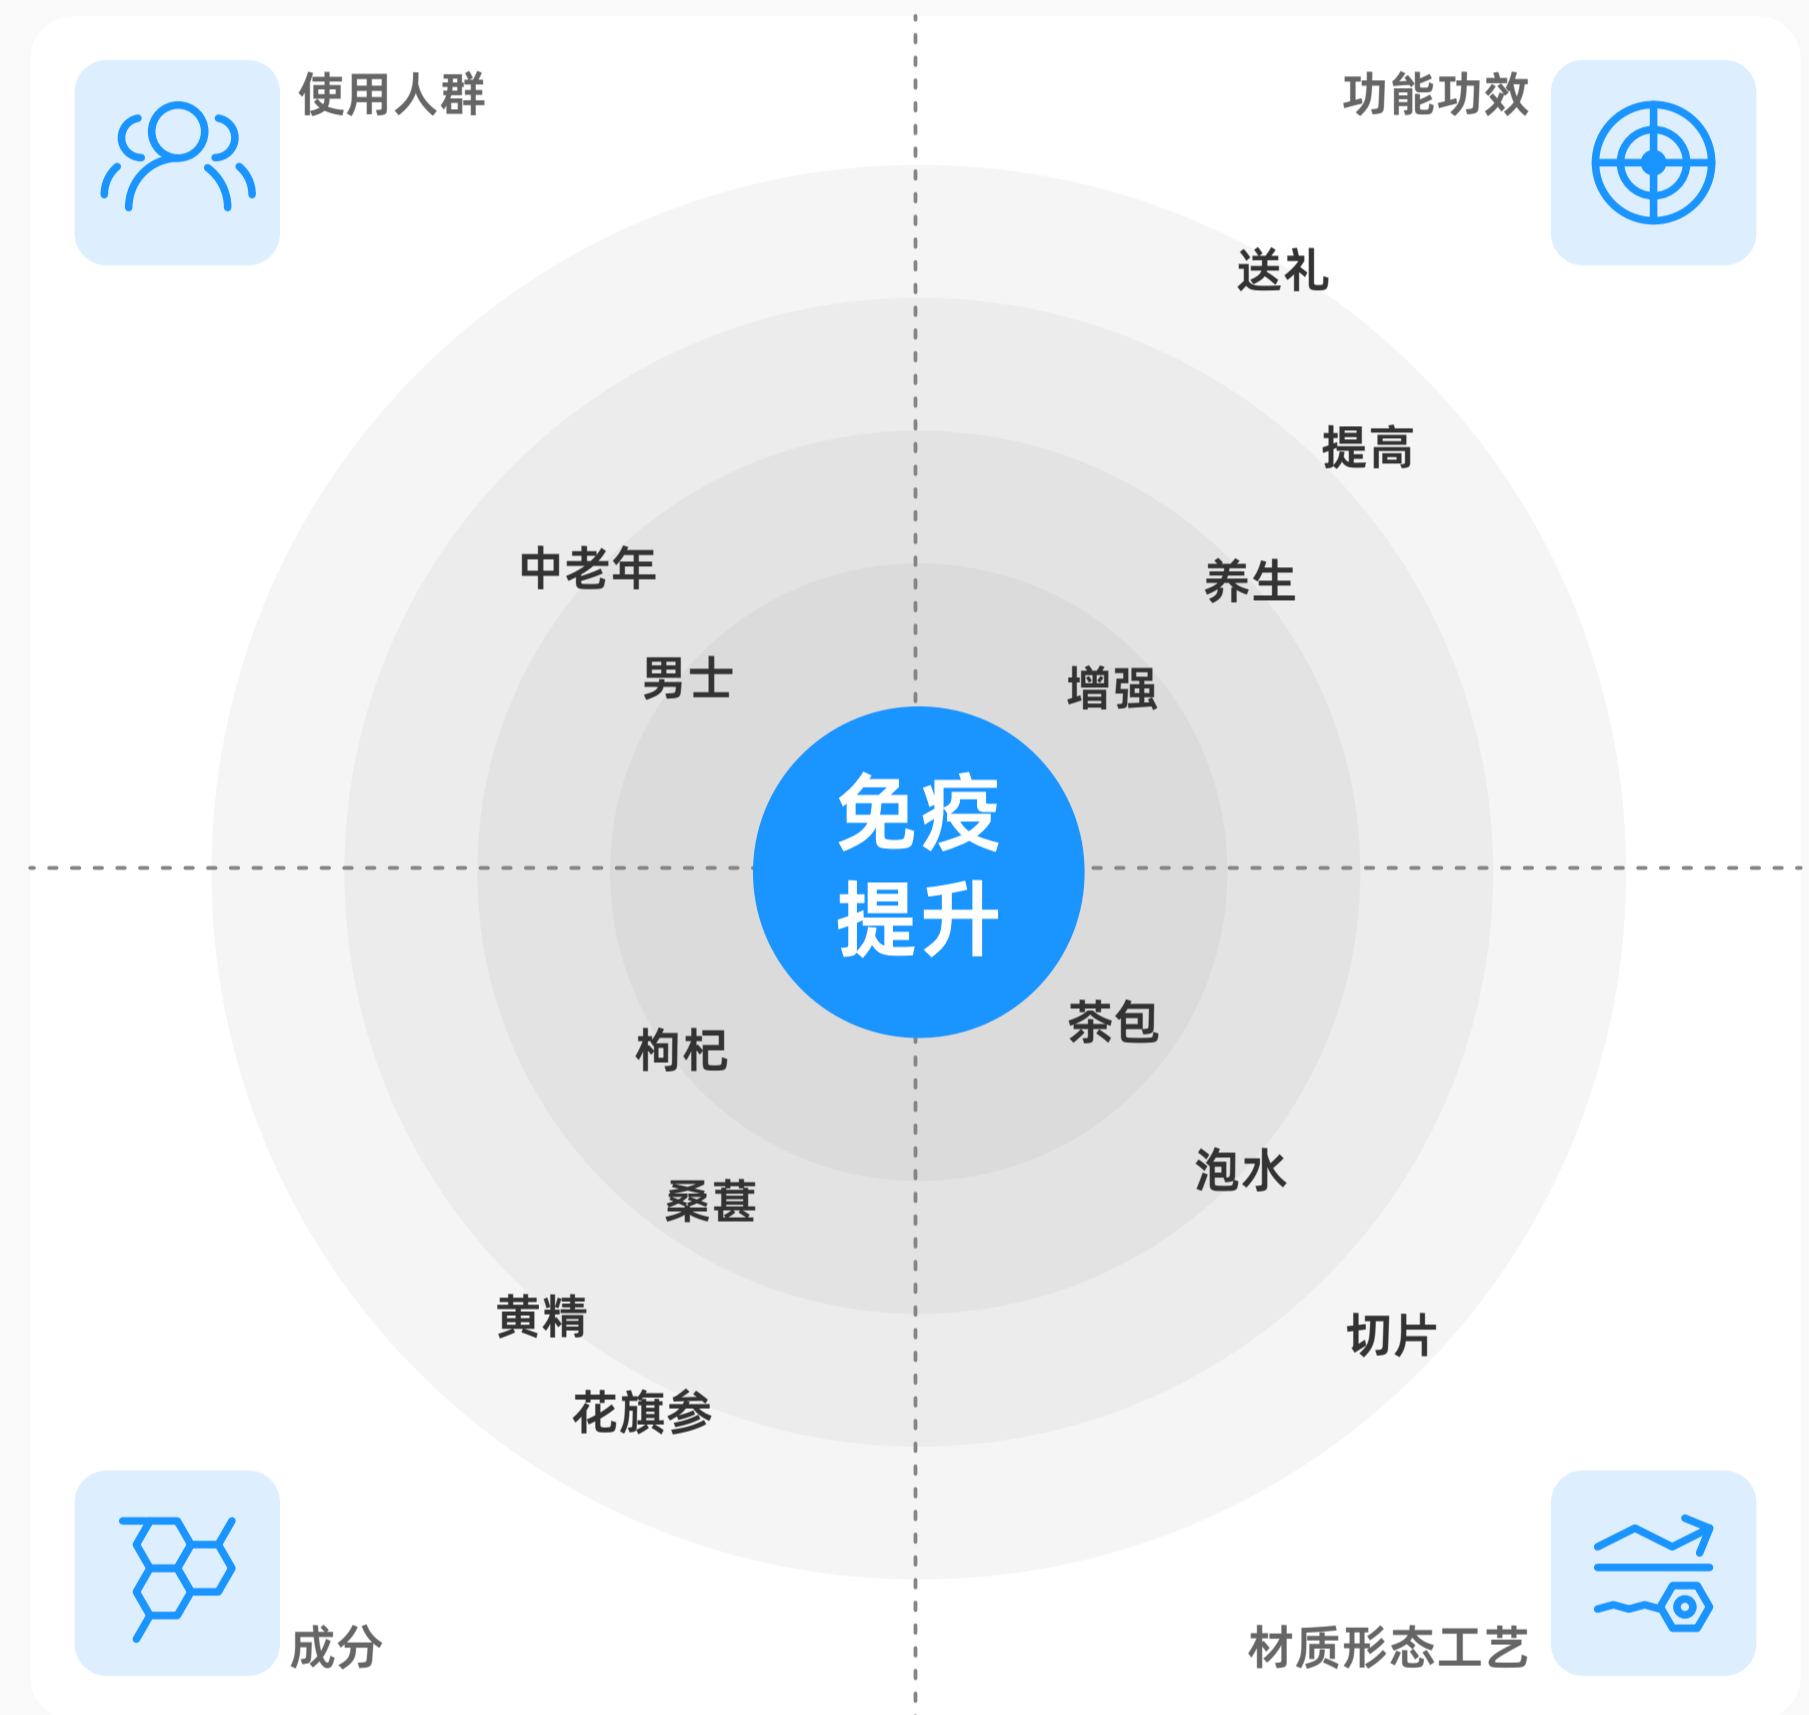 使用人群
功能功效
送礼
提高
中老年
养生
男士
增强
免疫
提升
枸杞
茶包
桑葚
泡水
黄精
切片
花旗参
成分
材质形态工艺